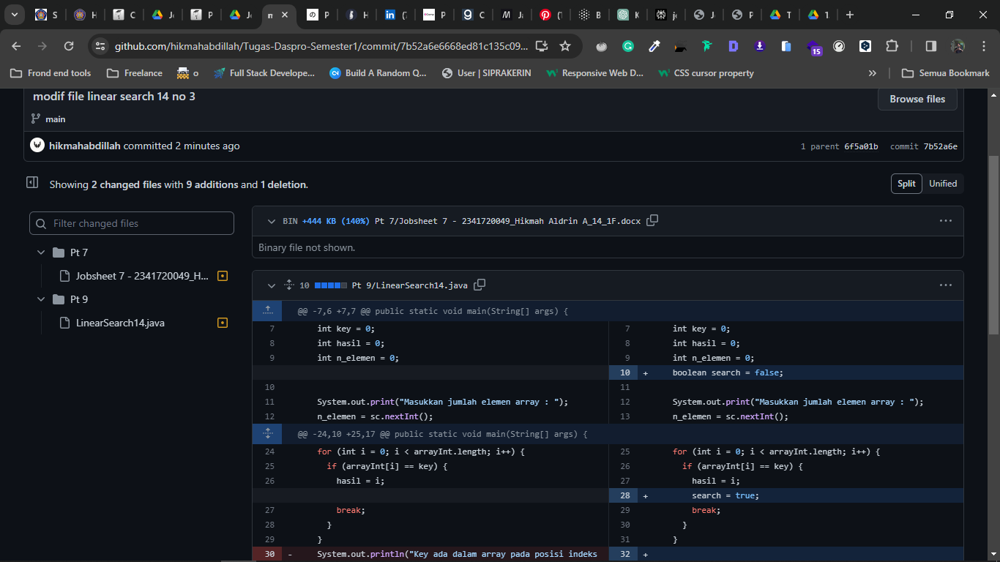 S
H
C
Jo
P
Jo
m
P
H
(
P
C
Ji
(
B
K
je
J
P
T
1
github.com/hikmahabdillah/Tugas-Daspro-Semester1/commit/7b52a6e6668ed81c135c09...
15
Frond end tools
Freelance
o
Full Stack Develope...
Build A Random Q...
User | SIPRAKERIN
Responsive Web D...
CSS cursor property
»
Semua Bookmark
modif file linear search 14 no 3
Browse files
main
hikmahabdillah committed 2 minutes ago
1 parent 6f5a01b commit 7b52a6e
Showing 2 changed files with 9 additions and 1 deletion.
Split Unified
Filter changed files
Pt 7
Jobsheet 7 - 2341720049_H...
Pt 9
LinearSearch14.java
BIN +444 KB (140%) Pt 7/Jobsheet 7 - 2341720049_Hikmah Aldrin A_14_1F.docx
Binary file not shown.
10 Pt 9/LinearSearch14.java
@@ -7,6 +7,7 @@ public static void main(String[] args) {
7 int key = 0; 7 int key = 0;
8 int hasil = 0; 8 int hasil = 0;
9 int n_elemen = 0; 9 int n_elemen = 0;
10 + boolean search = false;
10 11
11 System.out.print("Masukkan jumlah elemen array : "); 12 System.out.print("Masukkan jumlah elemen array : ");
12 n_elemen = sc.nextInt(); 13 n_elemen = sc.nextInt();
@@ -24,10 +25,17 @@ public static void main(String[] args) {
24 for (int i = 0; i < arrayInt.length; i++) { 25 for (int i = 0; i < arrayInt.length; i++) {
25 if (arrayInt[i] == key) { 26 if (arrayInt[i] == key) {
26 hasil = i; 27 hasil = i;
28 + search = true;
27 break; 29 break;
28 } 30 }
29 } 31 }
30 - System.out.println("Key ada dalam array pada posisi indeks 32 +